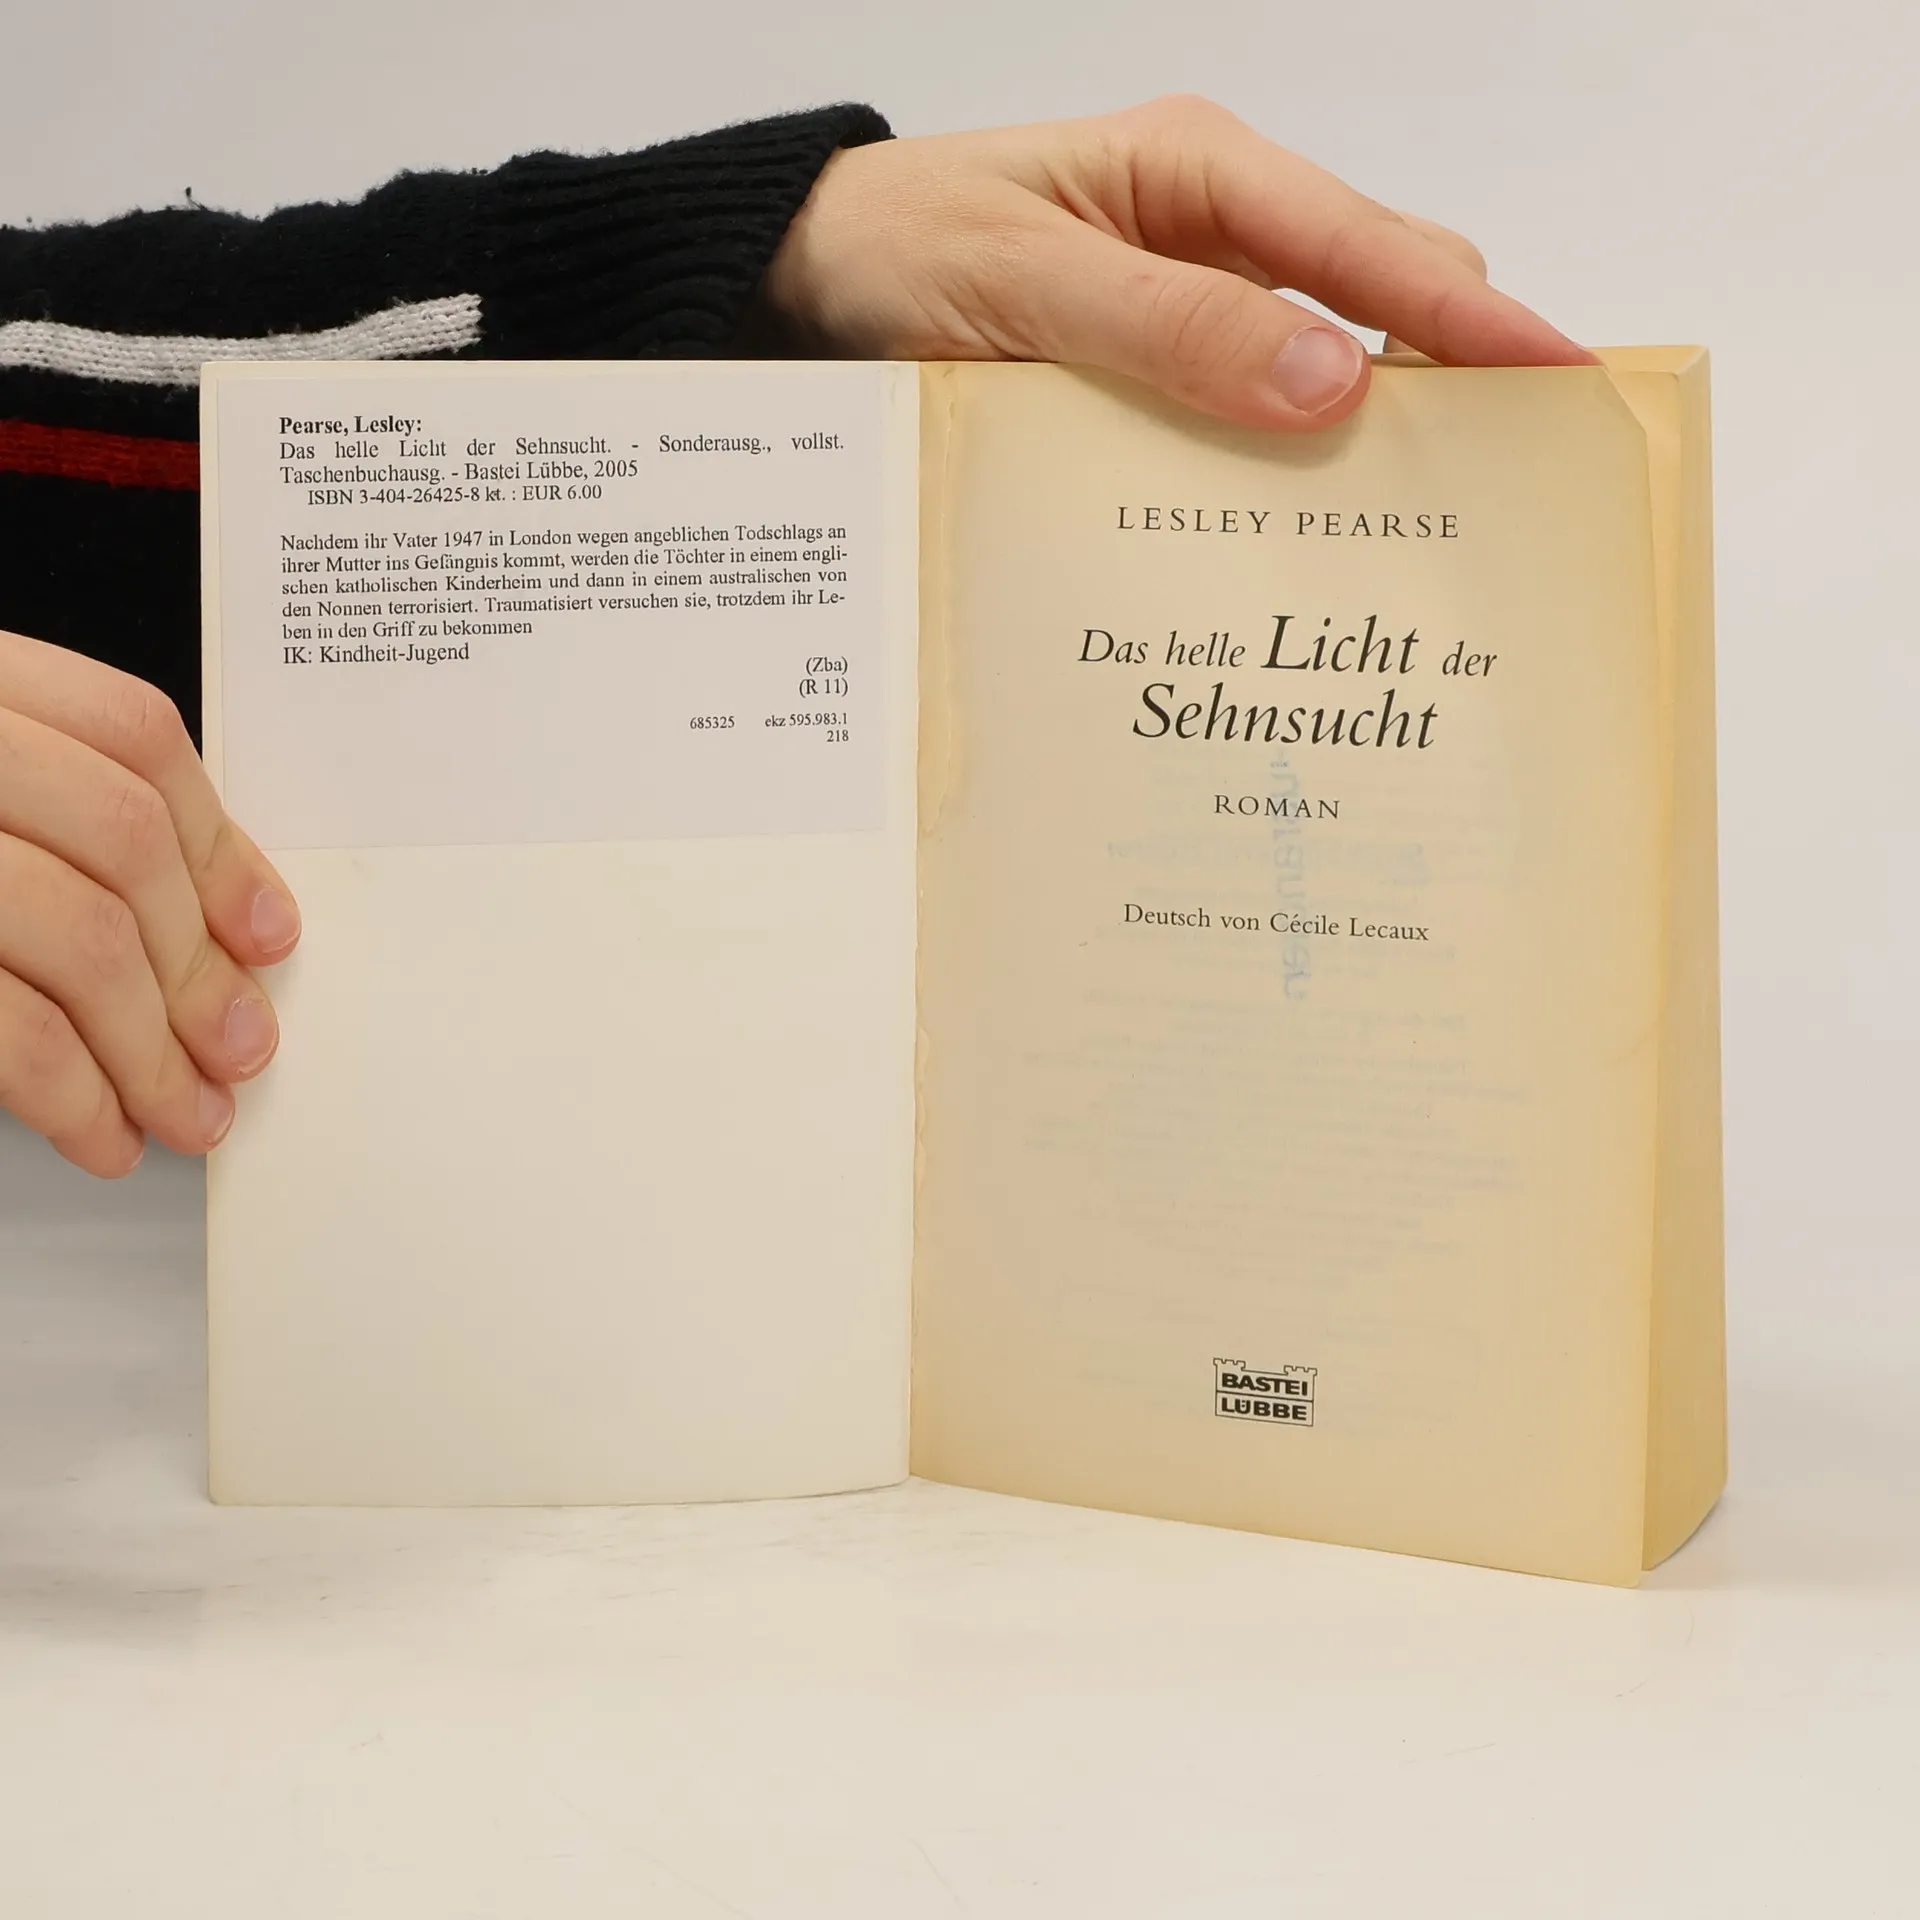 Pearse, Lesley:
Das helle Licht der Sehnsucht. - Sonderausg., vollst.
Taschenbuchausg. - Bastei Lübbe, 2005
ISBN 3-404-26425-8 kt. : EUR 6.00
Nachdem ihr Vater 1947 in London wegen angeblichen Todschlags an
ihrer Mutter ins Gefängnis kommt, werden die Töchter in einem engli-
schen katholischen Kinderheim und dann in einem australischen von
den Nonnen terrorisiert. Traumatisiert versuchen sie, trotzdem ihr Le-
ben in den Griff zu bekommen
IK: Kindheit-Jugend
(Zba)
(R 11)
685325 ekz 595.983.1
218
LESLEY PEARSE
Das helle Licht der
Sehnsucht
ROMAN
Deutsch von Cécile Lecaux
BASTEI
LÜBBE